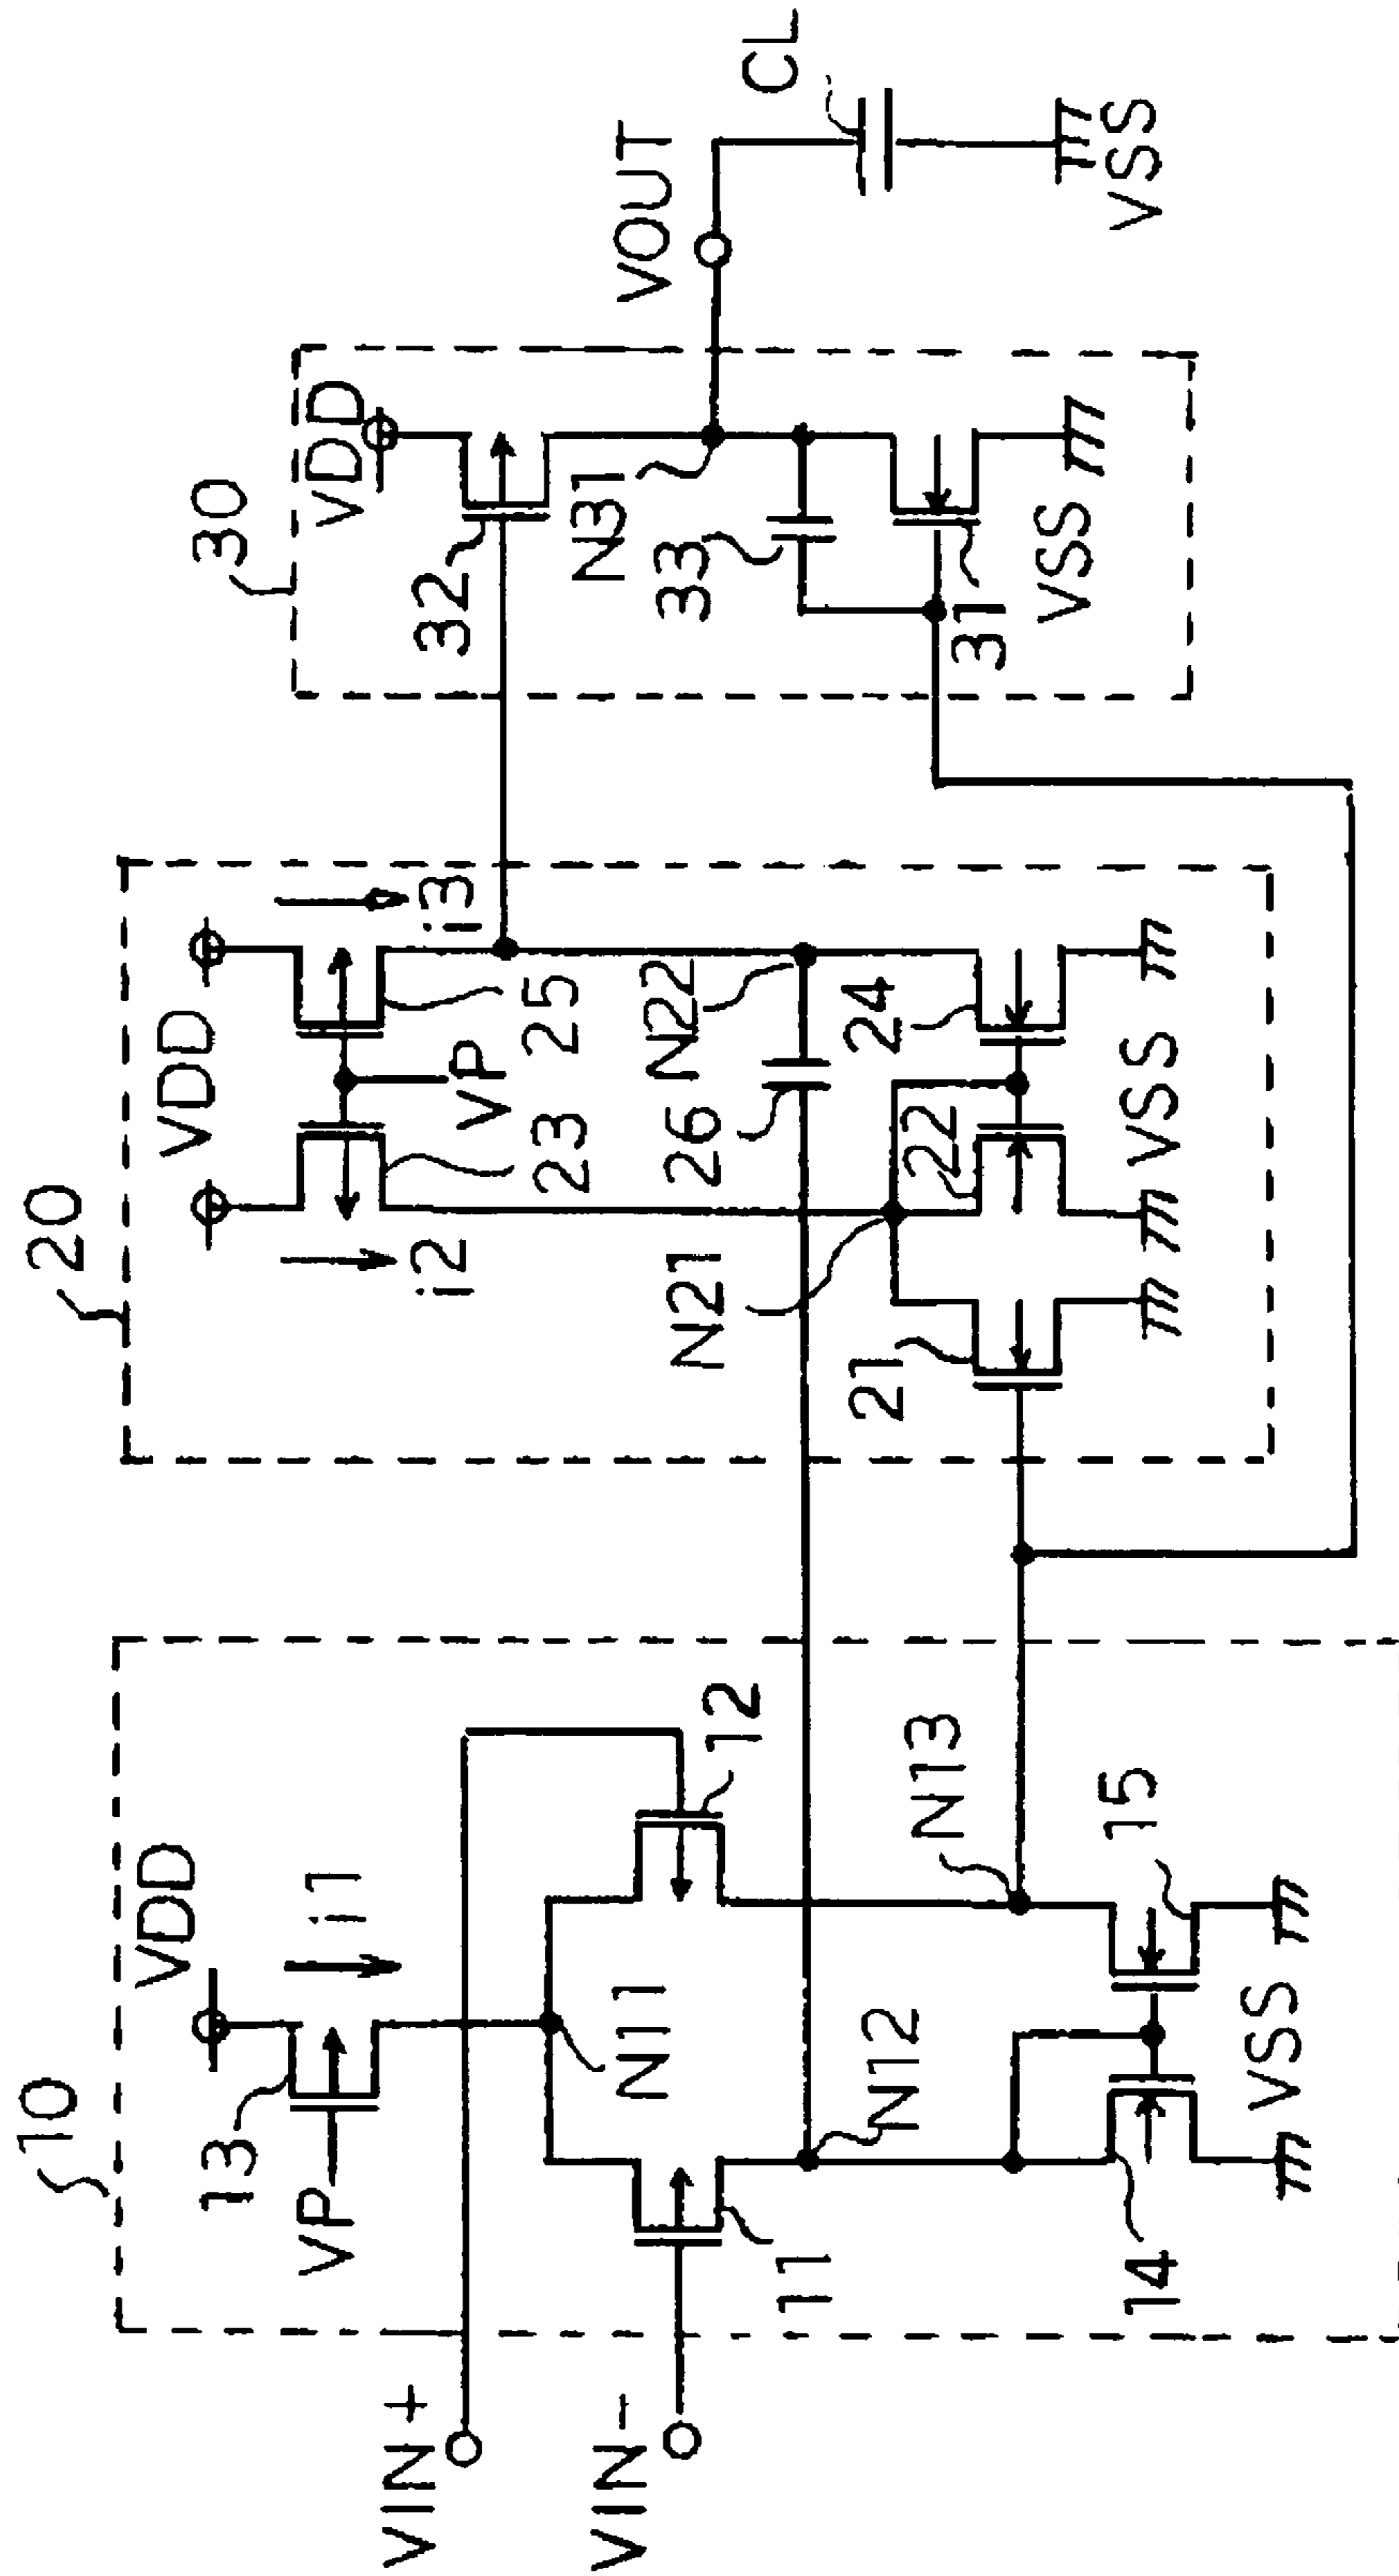 10
VDD
i1
13
VP
VIN+
VIN-
N11
12
11
N12
N13
14
15
VSS
20
VDD
i2
i3
23
25
VP
N21
N22
26
21
22
24
VSS
30
VDD
32
N31
33
31
VSS
VOUT
CL
VSS